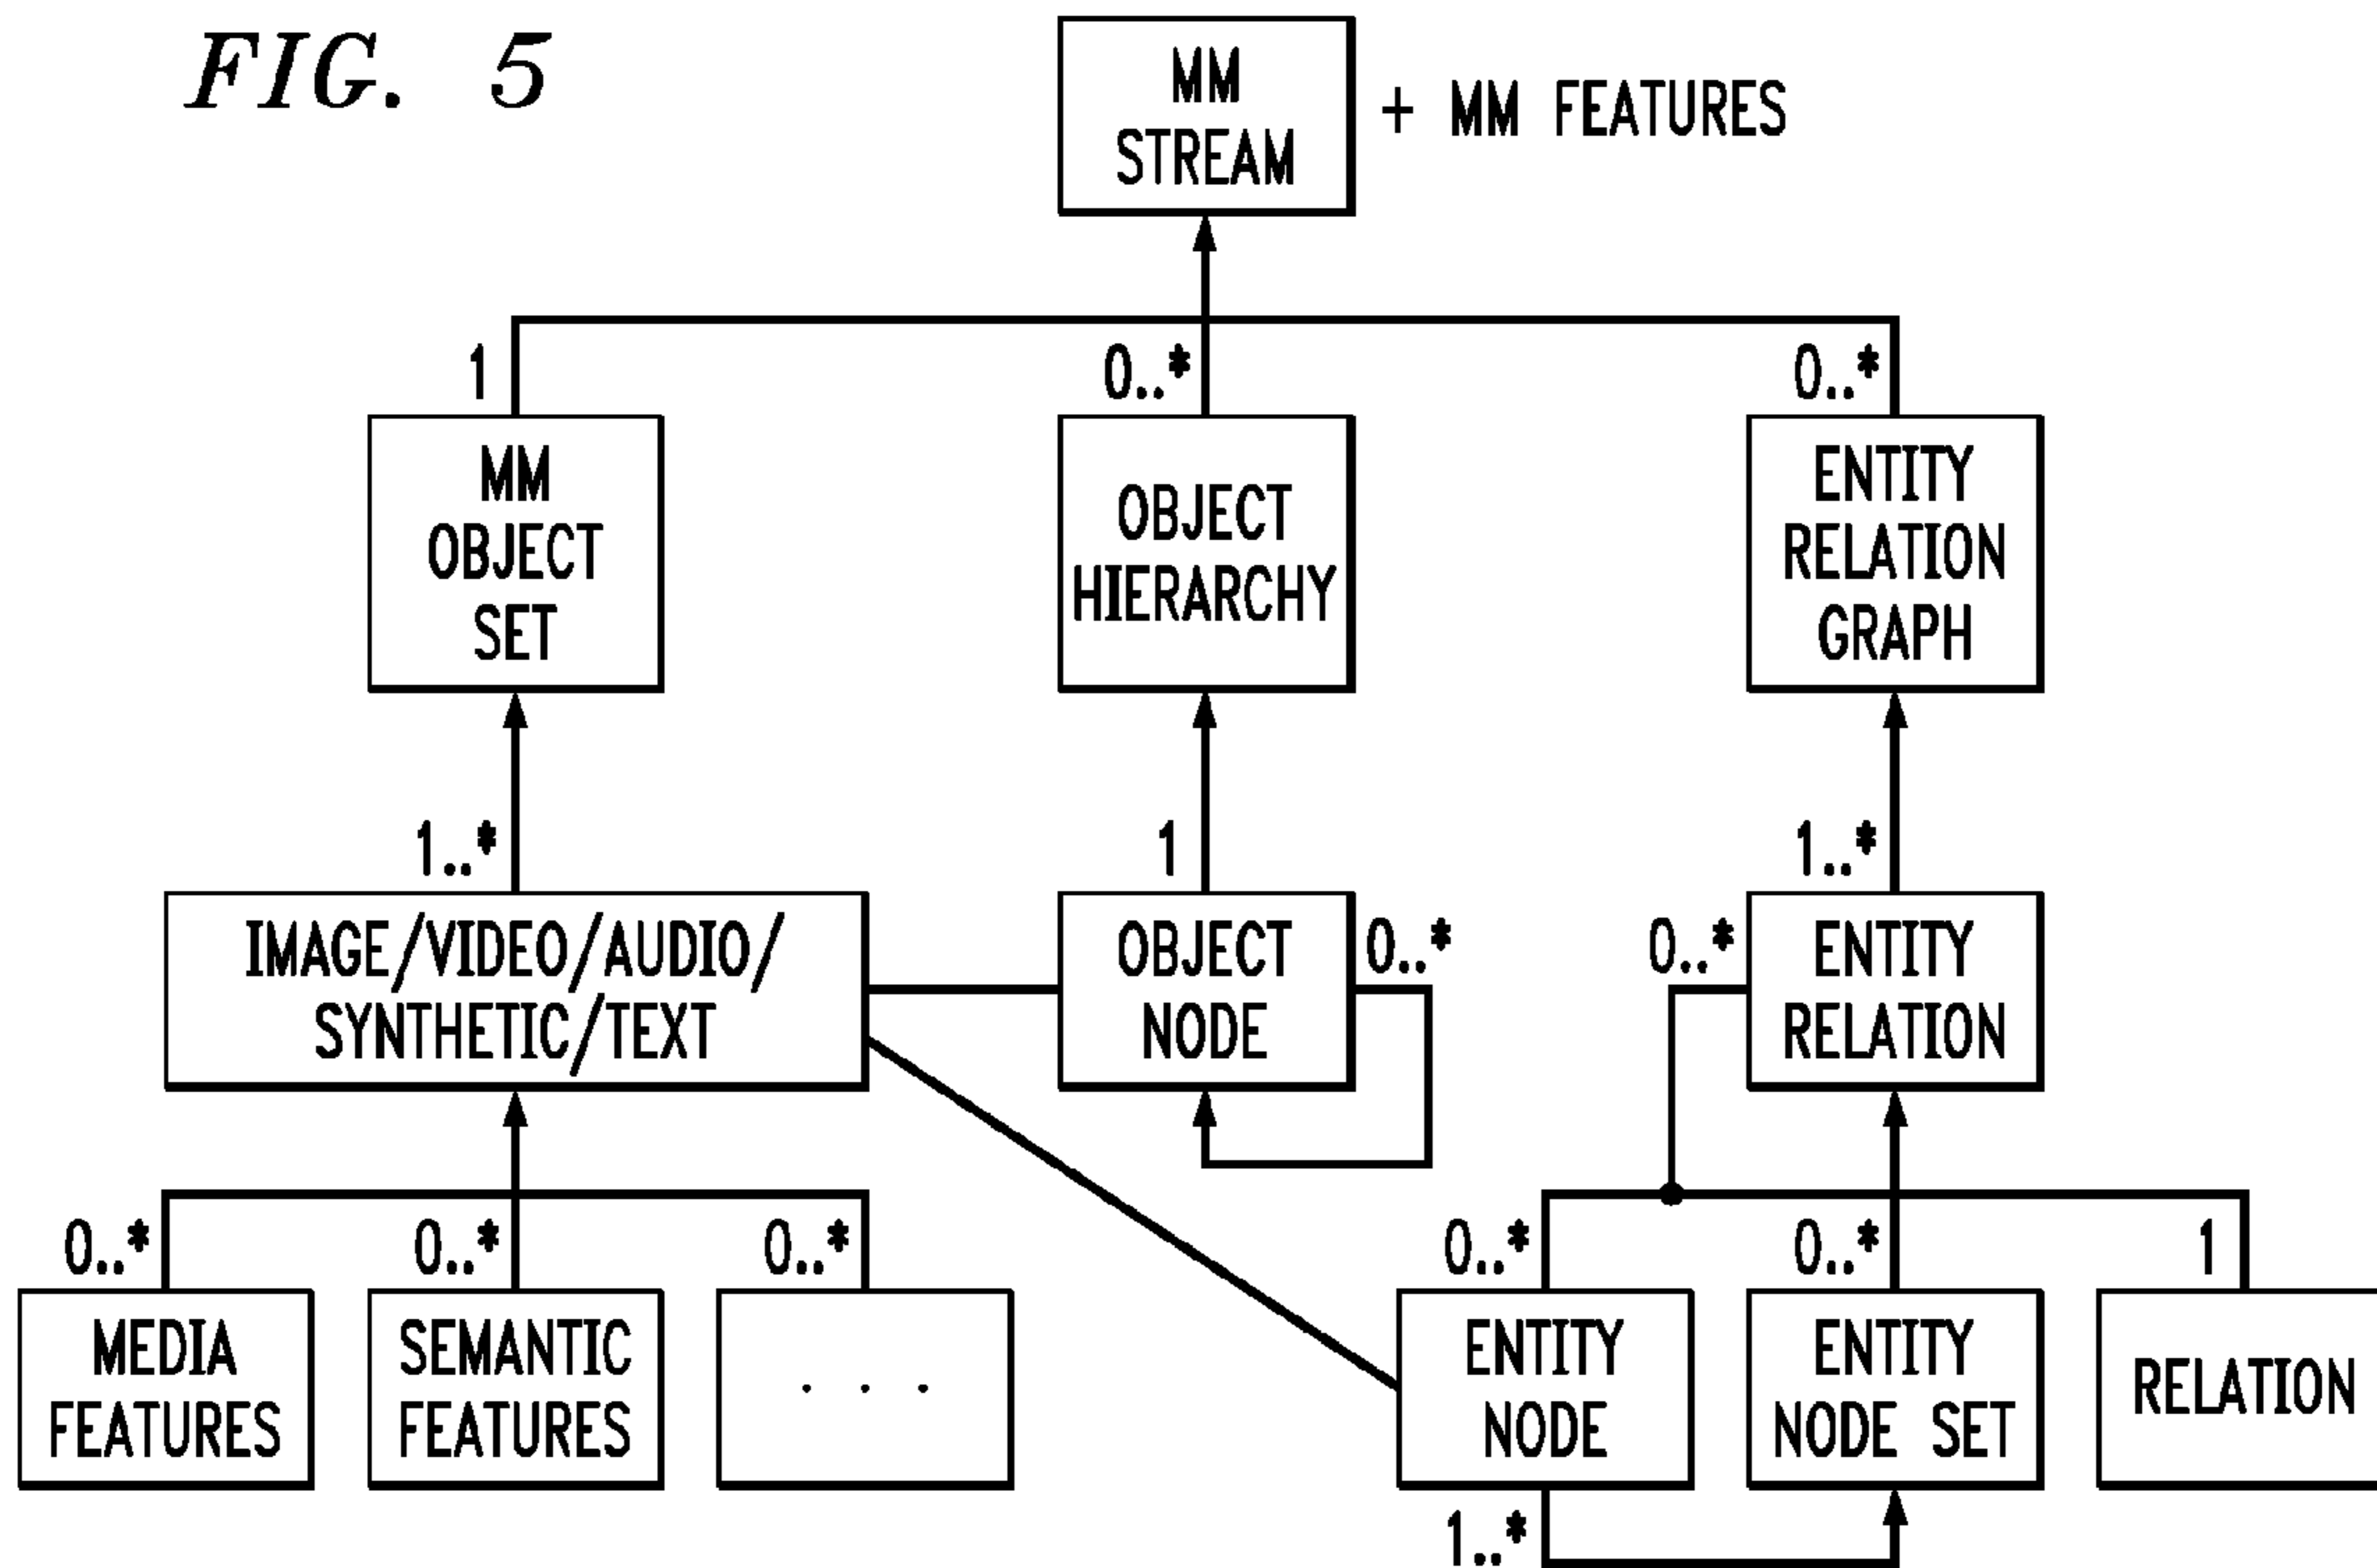 FIG. 5
MM
STREAM
+ MM FEATURES
1
0..*
0..*
MM
OBJECT
SET
OBJECT
HIERARCHY
ENTITY
RELATION
GRAPH
1..*
1
1..*
IMAGE/VIDEO/AUDIO/
SYNTHETIC/TEXT
OBJECT
NODE
0..*
0..*
ENTITY
RELATION
0..*
0..*
0..*
0..*
0..*
1
MEDIA
FEATURES
SEMANTIC
FEATURES
. . .
ENTITY
NODE
ENTITY
NODE SET
RELATION
1..*